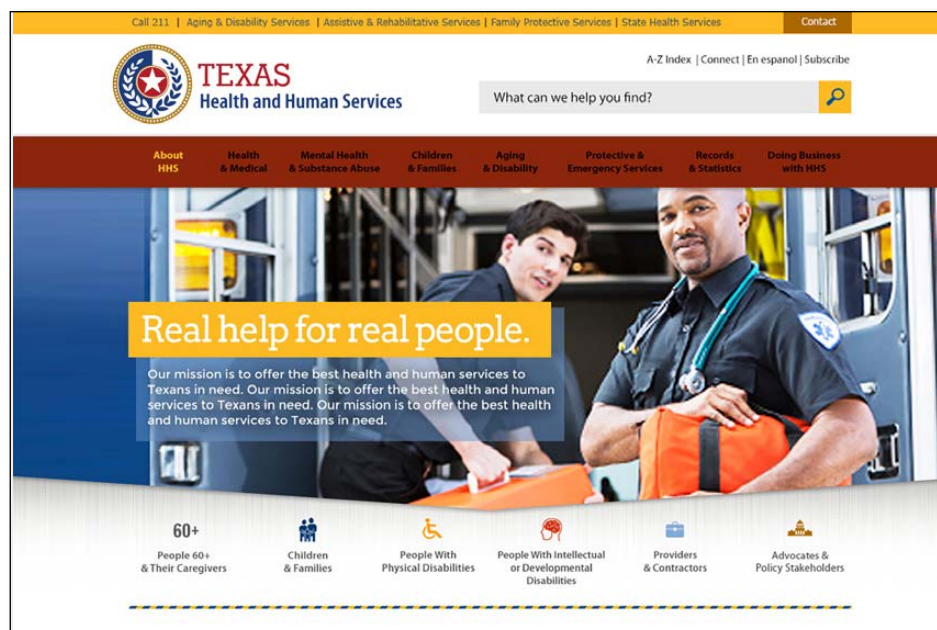 Call 211 | Aging & Disability Services | Assistive & Rehabilitative Services | Family Protective Services | State Health Services
Contact
A-Z Index | Connect | En espanol | Subscribe
TEXAS
Health and Human Services
What can we help you find?
About
HHS
Health
& Medical
Mental Health
& Substance Abuse
Children
& Families
Aging
& Disability
Protective &
Emergency Services
Records
& Statistics
Doing Business
with HHS
Real help for real people.
Our mission is to offer the best health and human services to
Texans in need. Our mission is to offer the best health and human
services to Texans in need. Our mission is to offer the best health
and human services to Texans in need.
60+
People 60+
& Their Caregivers
Children
& Families
People With
Physical Disabilities
People With Intellectual
or Developmental
Disabilities
Providers
& Contractors
Advocates &
Policy Stakeholders